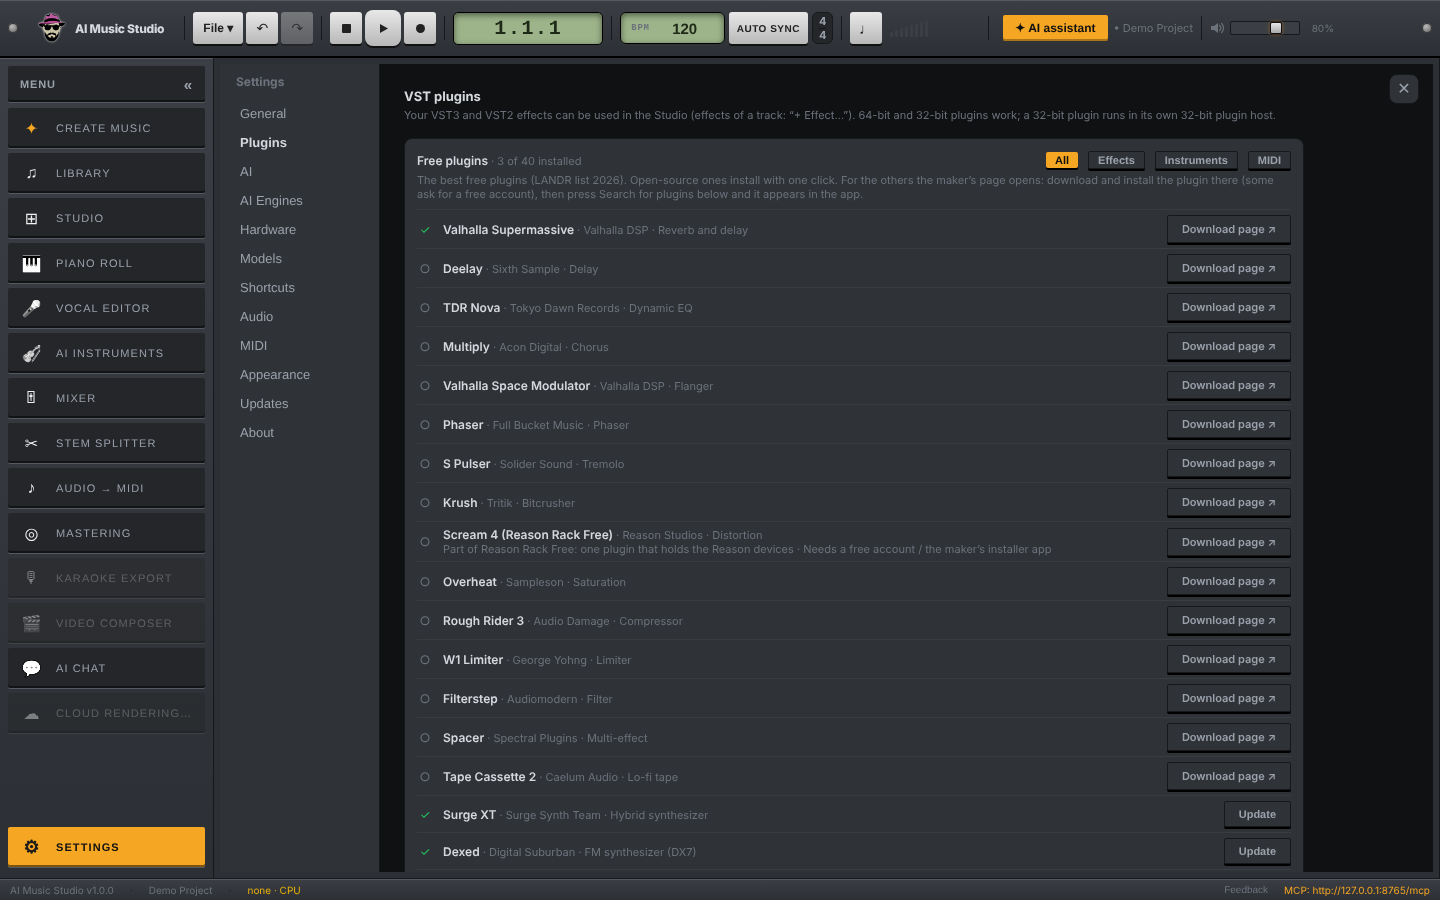 AI Music Studio
File ▾
1.1.1
BPM 120
AUTO SYNC
4
4
✦ AI assistant
• Demo Project
80%
MENU «
CREATE MUSIC
LIBRARY
STUDIO
PIANO ROLL
VOCAL EDITOR
AI INSTRUMENTS
MIXER
STEM SPLITTER
AUDIO → MIDI
MASTERING
KARAOKE EXPORT
VIDEO COMPOSER
AI CHAT
CLOUD RENDERING...
SETTINGS
Settings
General
Plugins
AI
AI Engines
Hardware
Models
Shortcuts
Audio
MIDI
Appearance
Updates
About
VST plugins
Your VST3 and VST2 effects can be used in the Studio (effects of a track: “+ Effect...”). 64-bit and 32-bit plugins work; a 32-bit plugin runs in its own 32-bit plugin host.
Free plugins · 3 of 40 installed
All Effects Instruments MIDI
The best free plugins (LANDR list 2026). Open-source ones install with one click. For the others the maker’s page opens: download and install the plugin there (some
ask for a free account), then press Search for plugins below and it appears in the app.
Valhalla Supermassive · Valhalla DSP · Reverb and delay Download page ↗
Deelay · Sixth Sample · Delay Download page ↗
TDR Nova · Tokyo Dawn Records · Dynamic EQ Download page ↗
Multiply · Acon Digital · Chorus Download page ↗
Valhalla Space Modulator · Valhalla DSP · Flanger Download page ↗
Phaser · Full Bucket Music · Phaser Download page ↗
S Pulser · Solider Sound · Tremolo Download page ↗
Krush · Tritik · Bitcrusher Download page ↗
Scream 4 (Reason Rack Free) · Reason Studios · Distortion Download page ↗
Part of Reason Rack Free: one plugin that holds the Reason devices · Needs a free account / the maker’s installer app
Overheat · Sampleson · Saturation Download page ↗
Rough Rider 3 · Audio Damage · Compressor Download page ↗
W1 Limiter · George Yohng · Limiter Download page ↗
Filterstep · Audiomodern · Filter Download page ↗
Spacer · Spectral Plugins · Multi-effect Download page ↗
Tape Cassette 2 · Caelum Audio · Lo-fi tape Download page ↗
Surge XT · Surge Synth Team · Hybrid synthesizer Update
Dexed · Digital Suburban · FM synthesizer (DX7) Update
AI Music Studio v1.0.0 · Demo Project · none · CPU
Feedback MCP: http://127.0.0.1:8765/mcp